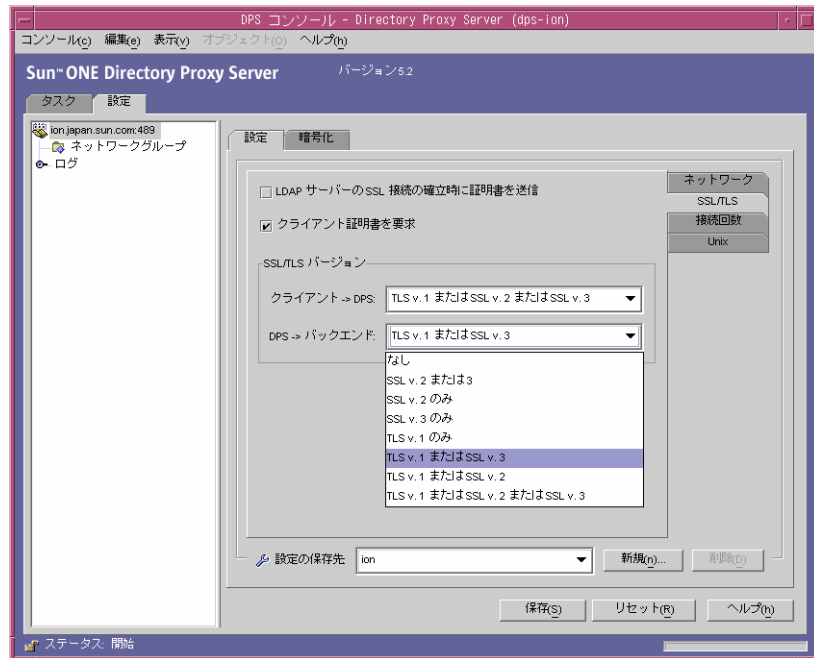 DPS コンソール - Directory Proxy Server (dps-ion)
コンソール(c) 編集(e) 表示(v) オブジェクト(o) ヘルプ(h)
Sun™ ONE Directory Proxy Server バージョン 5.2
タスク 設定
ion.japan.sun.com:489
ネットワークグループ
ログ
設定 暗号化
ネットワーク
SSL/TLS
接続回数
Unix
LDAP サーバーの SSL 接続の確立時に証明書を送信
クライアント証明書を要求
SSL/TLS バージョン
クライアント -> DPS: TLS v. 1 または SSL v. 2 または SSL v. 3
DPS -> バックエンド: TLS v. 1 または SSL v. 3
なし
SSL v. 2 または 3
SSL v. 2 のみ
SSL v. 3 のみ
TLS v. 1 のみ
TLS v. 1 または SSL v. 3
TLS v. 1 または SSL v. 2
TLS v. 1 または SSL v. 2 または SSL v. 3
設定の保存先 ion 新規(n)... 削除(D)
保存(S) リセット(R) ヘルプ(h)
ステータス: 開始